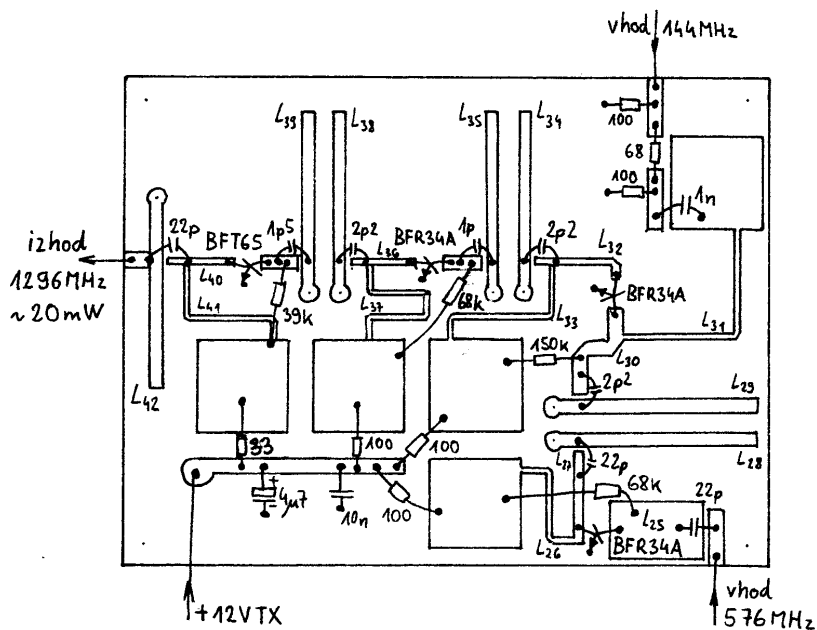 vhod 144MHz
100
68
100
1n
L39
L38
L35
L34
izhod
1296MHz
~20mW
22p
BFT65
1p5
2p2
L36
BFR34A
1p
2p2
L32
L40
L41
39k
L37
68k
L33
BFR34A
L31
150k
L30
2p2
L29
L42
33
100
100
L27
22p
L28
+
4µ7
10n
100
68k
L25
22p
L26
BFR34A
+12VTX
vhod
576MHz